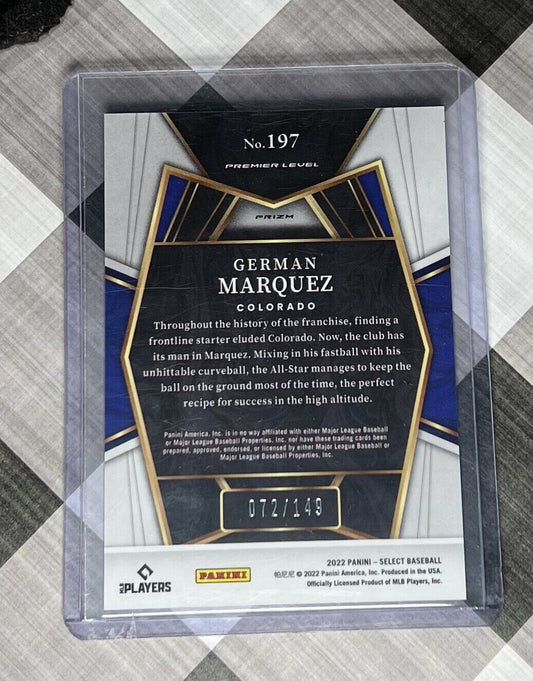 No.197
PREMIER LEVEL
PRIZM
GERMAN
MARQUEZ
COLORADO
Throughout the history of the franchise, finding a
frontline starter eluded Colorado. Now, the club has
its man in Marquez. Mixing in his fastball with his
unhittable curveball, the All-Star manages to keep the
ball on the ground most of the time, the perfect
recipe for success in the high altitude.
Panini America, Inc. is in no way affiliated with either Major League Baseball
or Major League Baseball Properties, Inc. nor have these trading cards been
prepared, approved, endorsed, or licensed by either Major League Baseball or
Major League Baseball Properties, Inc.
072/149
MLB PLAYERS
PANINI
2022 PANINI – SELECT BASEBALL
帕尼尼 © 2022 Panini America, Inc. Produced in the USA.
Officially Licensed Product of MLB Players, Inc.